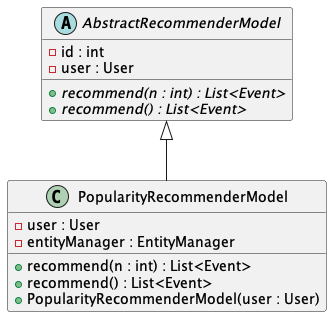 A AbstractRecommenderModel
id : int
user : User
recommend(n : int) : List<Event>
recommend() : List<Event>
C PopularityRecommenderModel
user : User
entityManager : EntityManager
recommend(n : int) : List<Event>
recommend() : List<Event>
PopularityRecommenderModel(user : User)